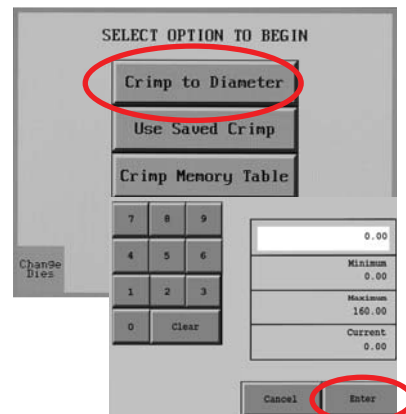 SELECT OPTION TO BEGIN
Crimp to Diameter
Use Saved Crimp
Crimp Memory Table
Change
Dies
7 8 9
4 5 6
1 2 3
0 Clear
0.00
Minimum
0.00
Maximum
160.00
Current
0.00
Cancel Enter